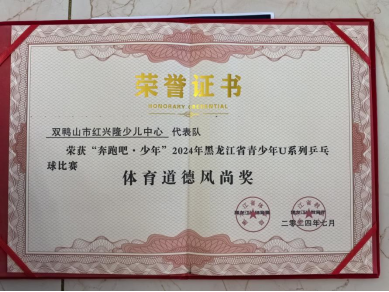 荣誉证书
HONORARY CREDENTIAL
双鸭山市红兴隆少儿中心 代表队
荣获“奔跑吧·少年”2024年黑龙江省青少年U系列乒乓
球比赛
体育道德风尚奖
二〇二四年七月